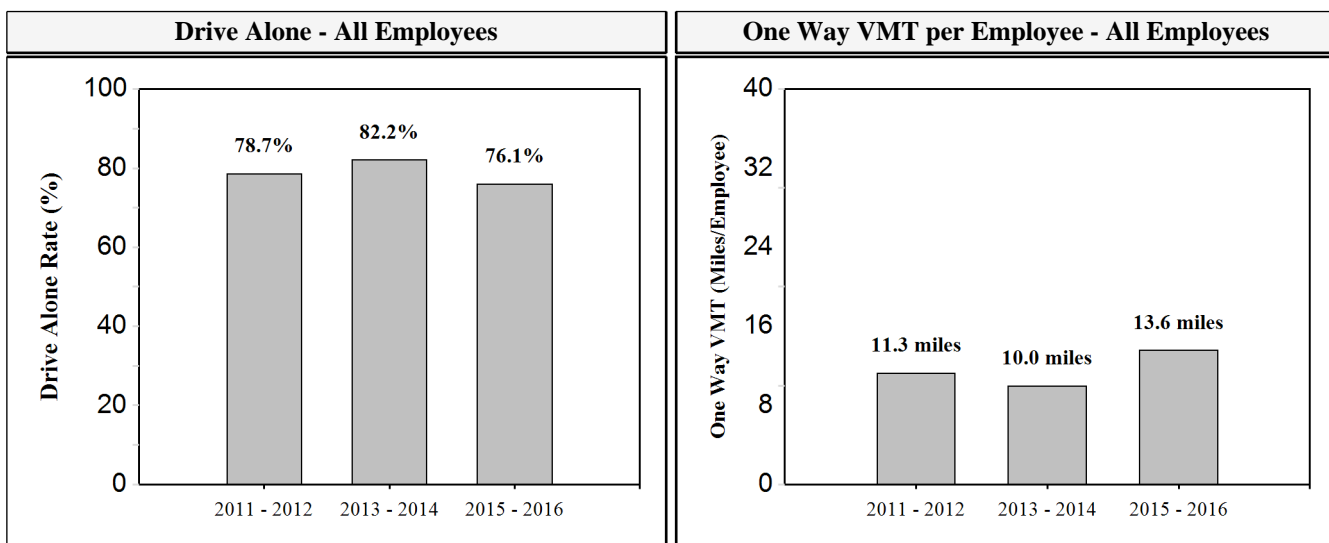 Drive Alone - All Employees
Drive Alone Rate (%)
100
80
60
40
20
0
78.7%
82.2%
76.1%
2011 - 2012
2013 - 2014
2015 - 2016
One Way VMT per Employee - All Employees
One Way VMT (Miles/Employee)
40
32
24
16
8
0
11.3 miles
10.0 miles
13.6 miles
2011 - 2012
2013 - 2014
2015 - 2016